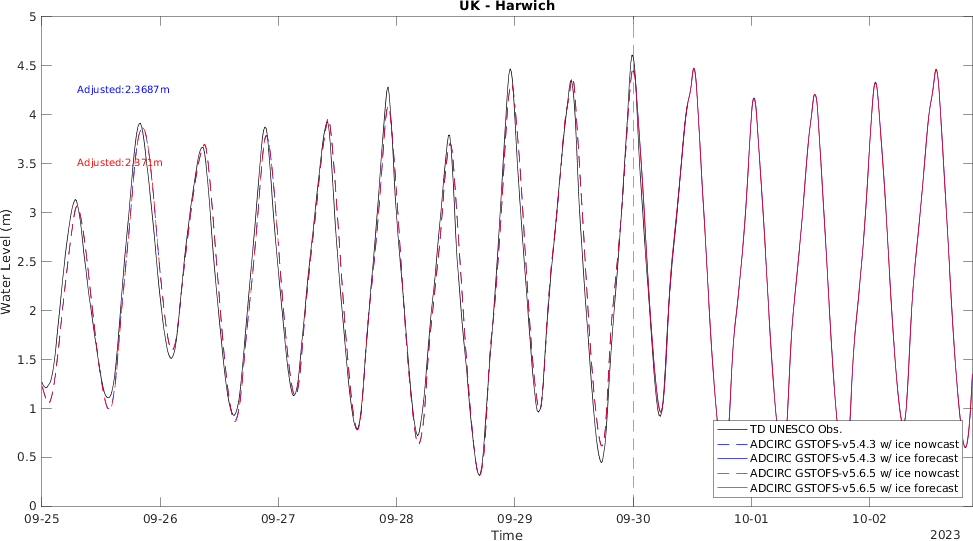 UK - Harwich
5
4.5
4
3.5
3
2.5
2
1.5
1
0.5
0
Water Level (m)
Adjusted:2.3687m
Adjusted:2.371m
TD UNESCO Obs.
ADCIRC GSTOFS-v5.4.3 w/ ice nowcast
ADCIRC GSTOFS-v5.4.3 w/ ice forecast
ADCIRC GSTOFS-v5.6.5 w/ ice nowcast
ADCIRC GSTOFS-v5.6.5 w/ ice forecast
09-25 09-26 09-27 09-28 09-29 09-30 10-01 10-02
Time
2023